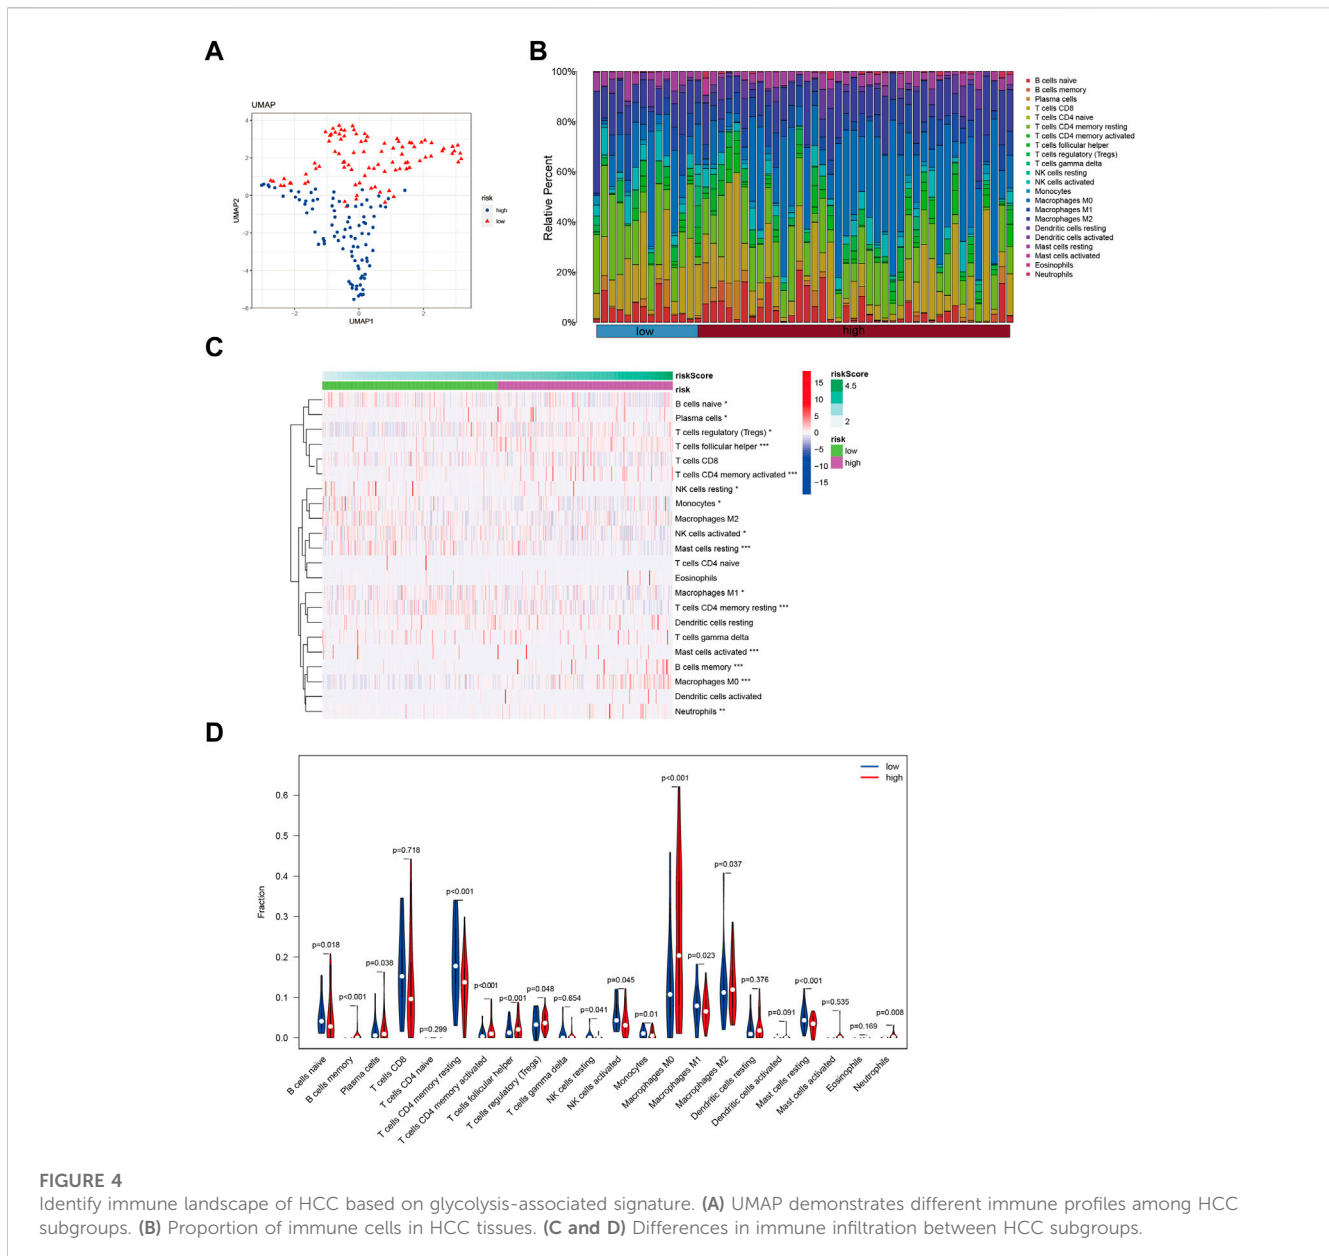 A
UMAP
4
2
0
−2
−4
−6
UMAP2
−2
0
2
UMAP1
risk
high
low
B
100%
80%
60%
40%
20%
0%
Relative Percent
low
high
B cells naive
B cells memory
Plasma cells
T cells CD8
T cells CD4 naive
T cells CD4 memory resting
T cells CD4 memory activated
T cells follicular helper
T cells regulatory (Tregs)
T cells gamma delta
NK cells resting
NK cells activated
Monocytes
Macrophages M0
Macrophages M1
Macrophages M2
Dendritic cells resting
Dendritic cells activated
Mast cells resting
Mast cells activated
Eosinophils
Neutrophils
C
riskScore
risk
B cells naive *
Plasma cells *
T cells regulatory (Tregs) *
T cells follicular helper ***
T cells CD8
T cells CD4 memory activated ***
NK cells resting *
Monocytes *
Macrophages M2
NK cells activated *
Mast cells resting ***
T cells CD4 naive
Eosinophils
Macrophages M1 *
T cells CD4 memory resting ***
Dendritic cells resting
T cells gamma delta
Mast cells activated ***
B cells memory ***
Macrophages M0 ***
Dendritic cells activated
Neutrophils **
15
10
5
0
−5
−10
−15
riskScore
4.5
2
risk
low
high
D
low
high
0.6
0.5
0.4
0.3
0.2
0.1
0.0
Fraction
p=0.018
p<0.001
p=0.038
p=0.718
p=0.299
p<0.001
p<0.001
p<0.001
p=0.048
p=0.654
p=0.041
p=0.045
p=0.01
p<0.001
p=0.023
p=0.037
p=0.376
p=0.091
p<0.001
p=0.535
p=0.169
p=0.008
B cells naive
B cells memory
Plasma cells
T cells CD8
T cells CD4 naive
T cells CD4 memory resting
T cells CD4 memory activated
T cells follicular helper
T cells regulatory (Tregs)
T cells gamma delta
NK cells resting
NK cells activated
Monocytes
Macrophages M0
Macrophages M1
Macrophages M2
Dendritic cells resting
Dendritic cells activated
Mast cells resting
Mast cells activated
Eosinophils
Neutrophils
FIGURE 4
Identify immune landscape of HCC based on glycolysis-associated signature. (A) UMAP demonstrates different immune profiles among HCC
subgroups. (B) Proportion of immune cells in HCC tissues. (C and D) Differences in immune infiltration between HCC subgroups.